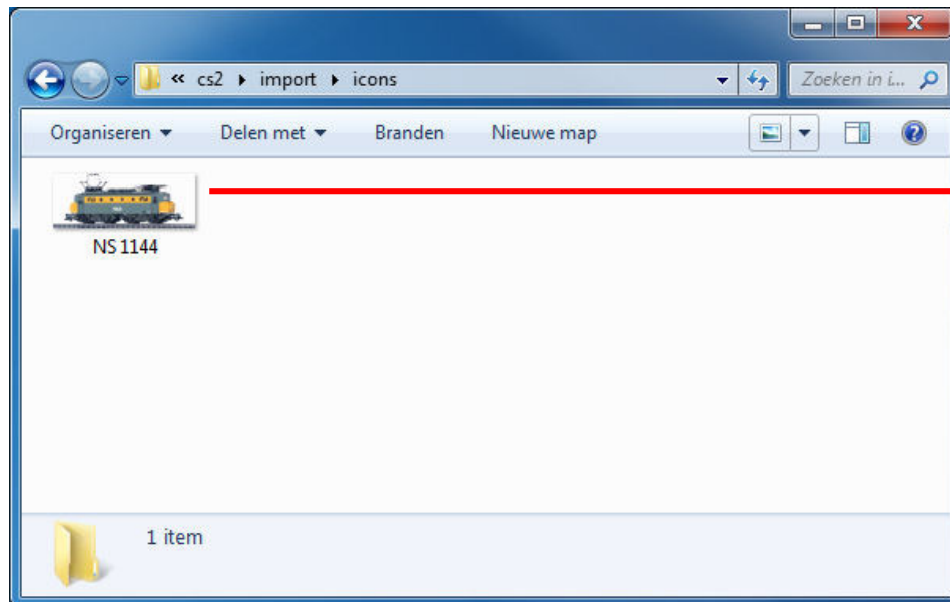 « cs2 ▸ import ▸ icons
Zoeken in i...
Organiseren ▾ Delen met ▾ Branden Nieuwe map
NS 1144
1 item